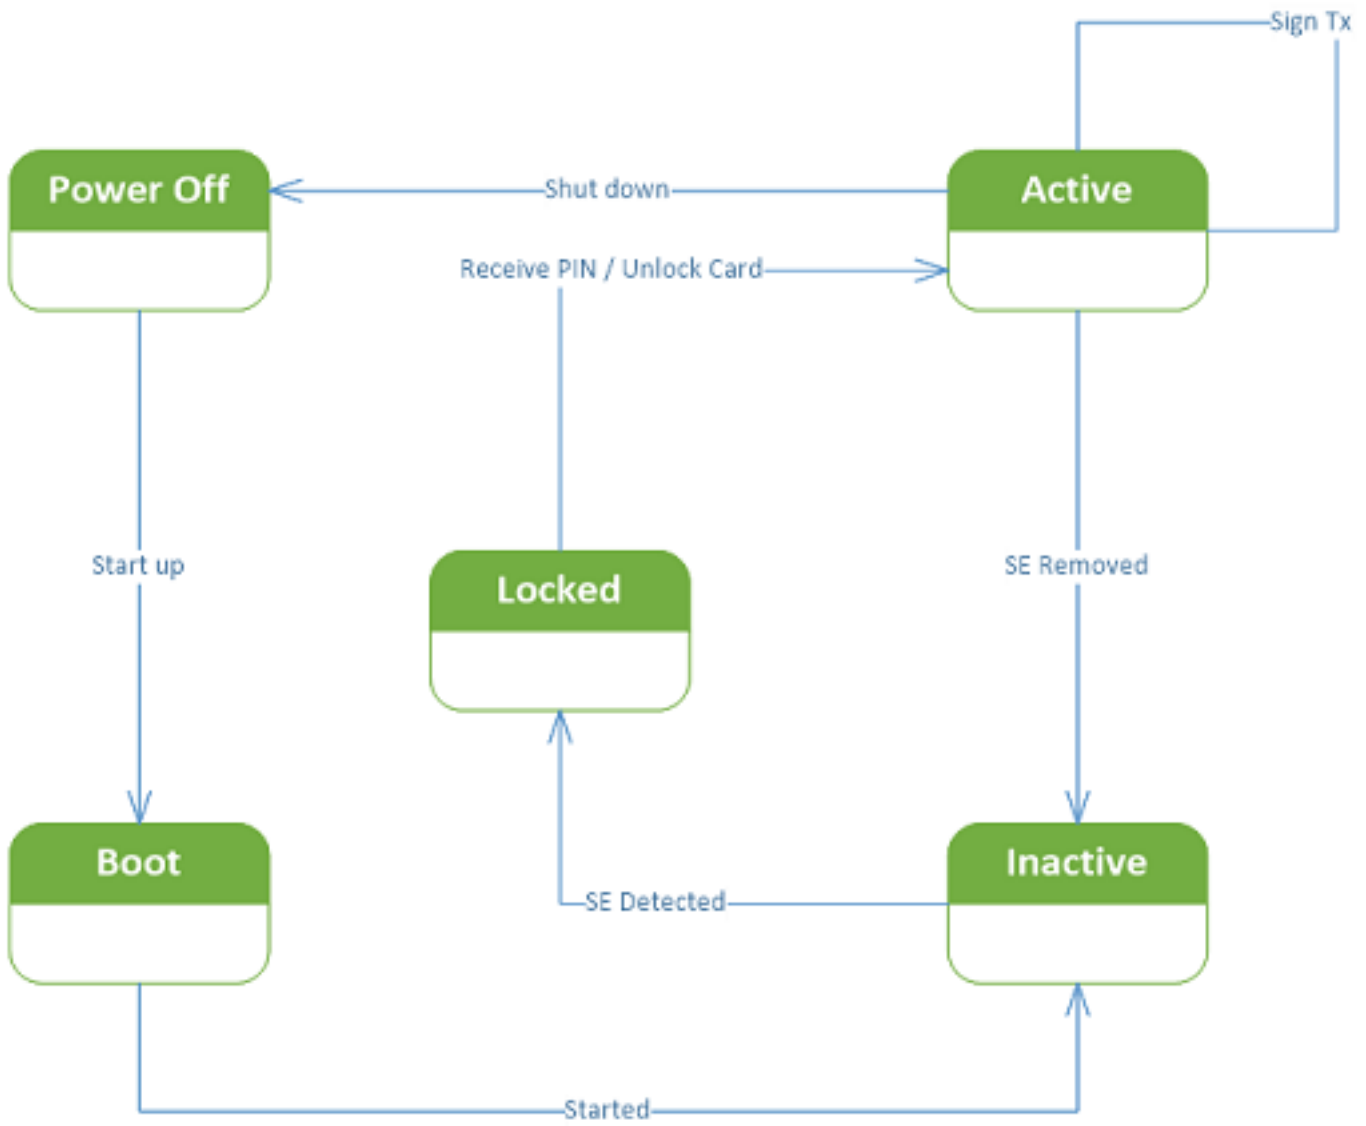 Sign Tx
Power Off
Shut down
Active
Receive PIN / Unlock Card
Start up
SE Removed
Locked
Boot
Inactive
SE Detected
Started